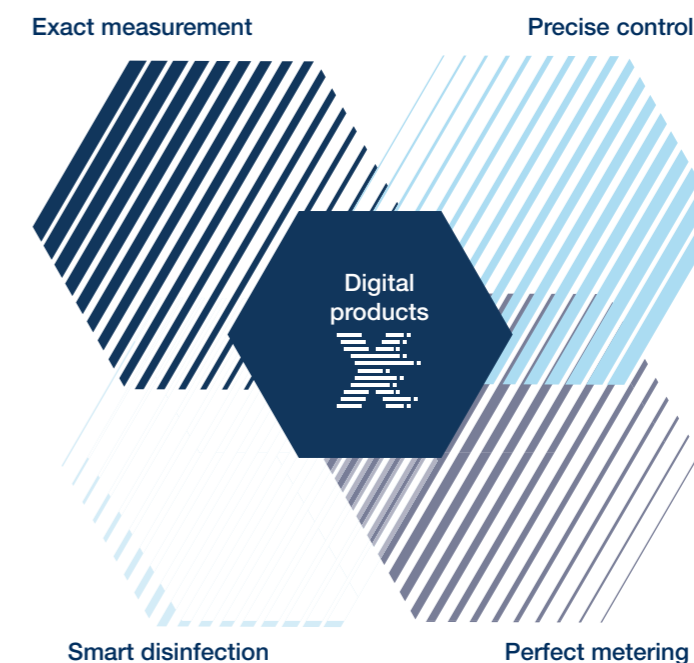 Exact measurement
Precise control
Digital
products
X
Smart disinfection
Perfect metering